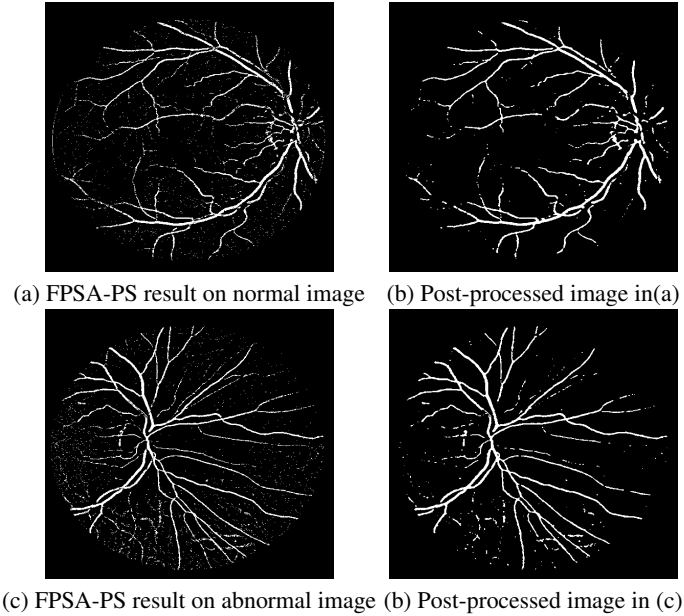 (a) FPSA-PS result on normal image
(b) Post-processed image in(a)
(c) FPSA-PS result on abnormal image
(b) Post-processed image in (c)